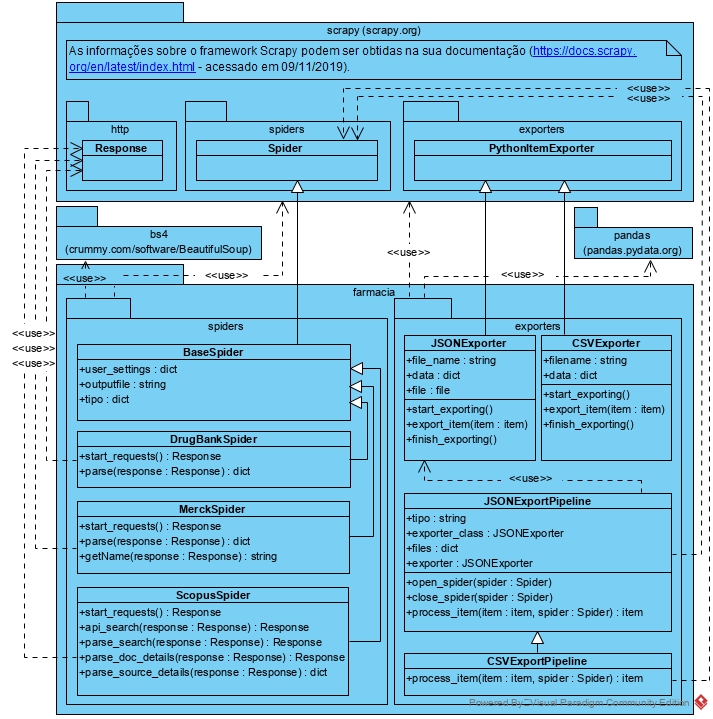 scrapy (scrapy.org)
As informações sobre o framework Scrapy podem ser obtidas na sua documentação (https://docs.scrapy.
org/en/latest/index.html - acessado em 09/11/2019).
<<use>>
<<use>>
http
spiders
exporters
Response
Spider
PythonItemExporter
bs4
(crummy.com/software/BeautifulSoup)
pandas
(pandas.pydata.org)
<<use>>
<<use>>
<<use>>
<<use>>
farmacia
<<use>>
<<use>>
<<use>>
spiders
exporters
BaseSpider
+user_settings : dict
+outputfile : string
+tipo : dict
DrugBankSpider
+start_requests() : Response
+parse(response : Response) : dict
MerckSpider
+start_requests() : Response
+parse(response : Response) : dict
+getName(response : Response) : string
ScopusSpider
+start_requests() : Response
+api_search(response : Response) : Response
+parse_search(response : Response) : Response
+parse_doc_details(response : Response) : Response
+parse_source_details(response : Response) : dict
JSONExporter
+file_name : string
+data : dict
+file : file
+start_exporting()
+export_item(item : item)
+finish_exporting()
CSVExporter
+filename : string
+data : dict
+start_exporting()
+export_item(item : item)
+finish_exporting()
<<use>>
JSONExportPipeline
+tipo : string
+exporter_class : JSONExporter
+files : dict
+exporter : JSONExporter
+open_spider(spider : Spider)
+close_spider(spider : Spider)
+process_item(item : item, spider : Spider) : item
CSVExportPipeline
+process_item(item : item, spider : Spider) : item
Powered By Visual Paradigm Community Edition